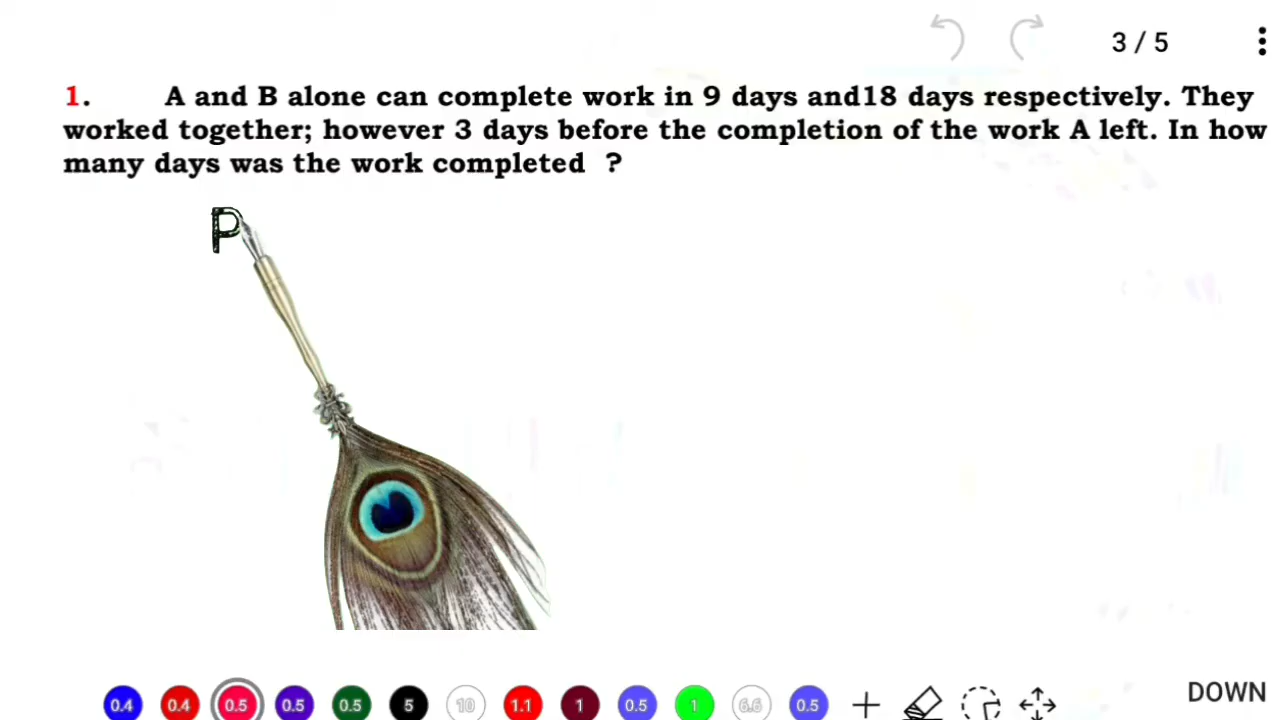 3 / 5
1. A and B alone can complete work in 9 days and18 days respectively. They
worked together; however 3 days before the completion of the work A left. In how
many days was the work completed ?
P
0.4 0.4 0.5 0.5 0.5 5 10 1.1 1 0.5 1 6.6 0.5
DOWN